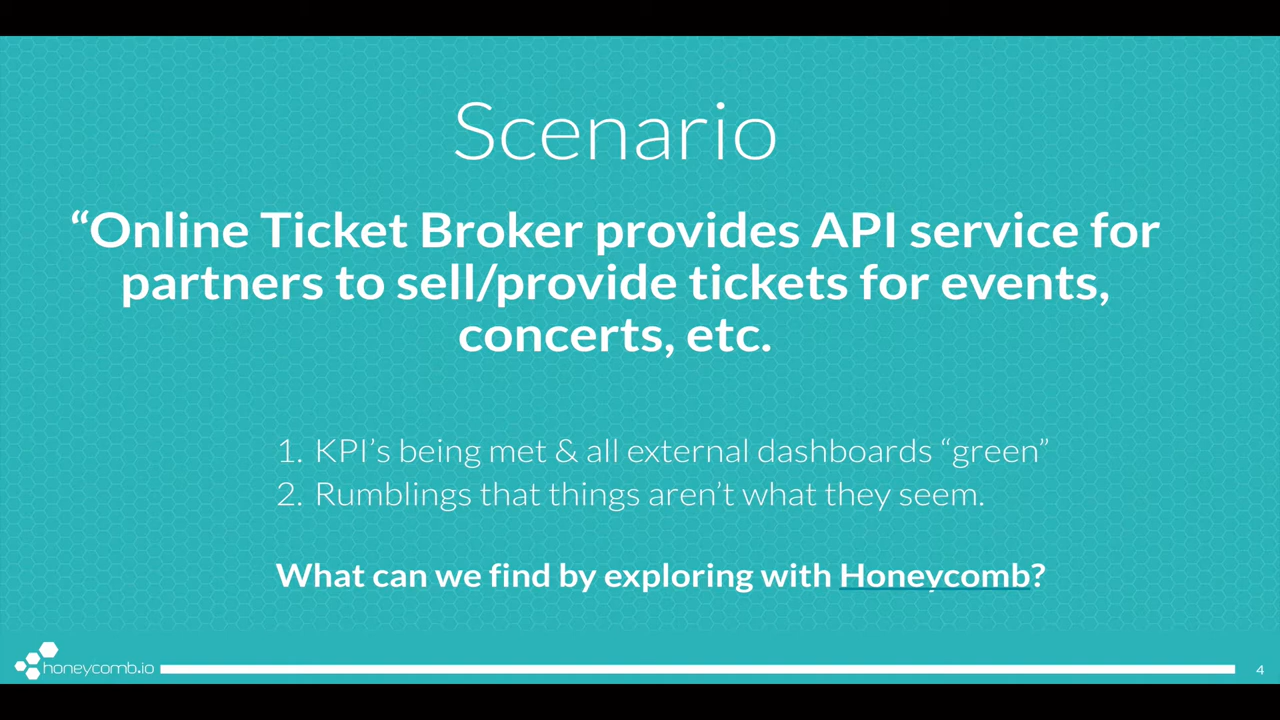 Scenario
“Online Ticket Broker provides API service for
partners to sell/provide tickets for events,
concerts, etc.
1. KPI’s being met & all external dashboards “green”
2. Rumblings that things aren’t what they seem.
What can we find by exploring with Honeycomb?
honeycomb.io
4